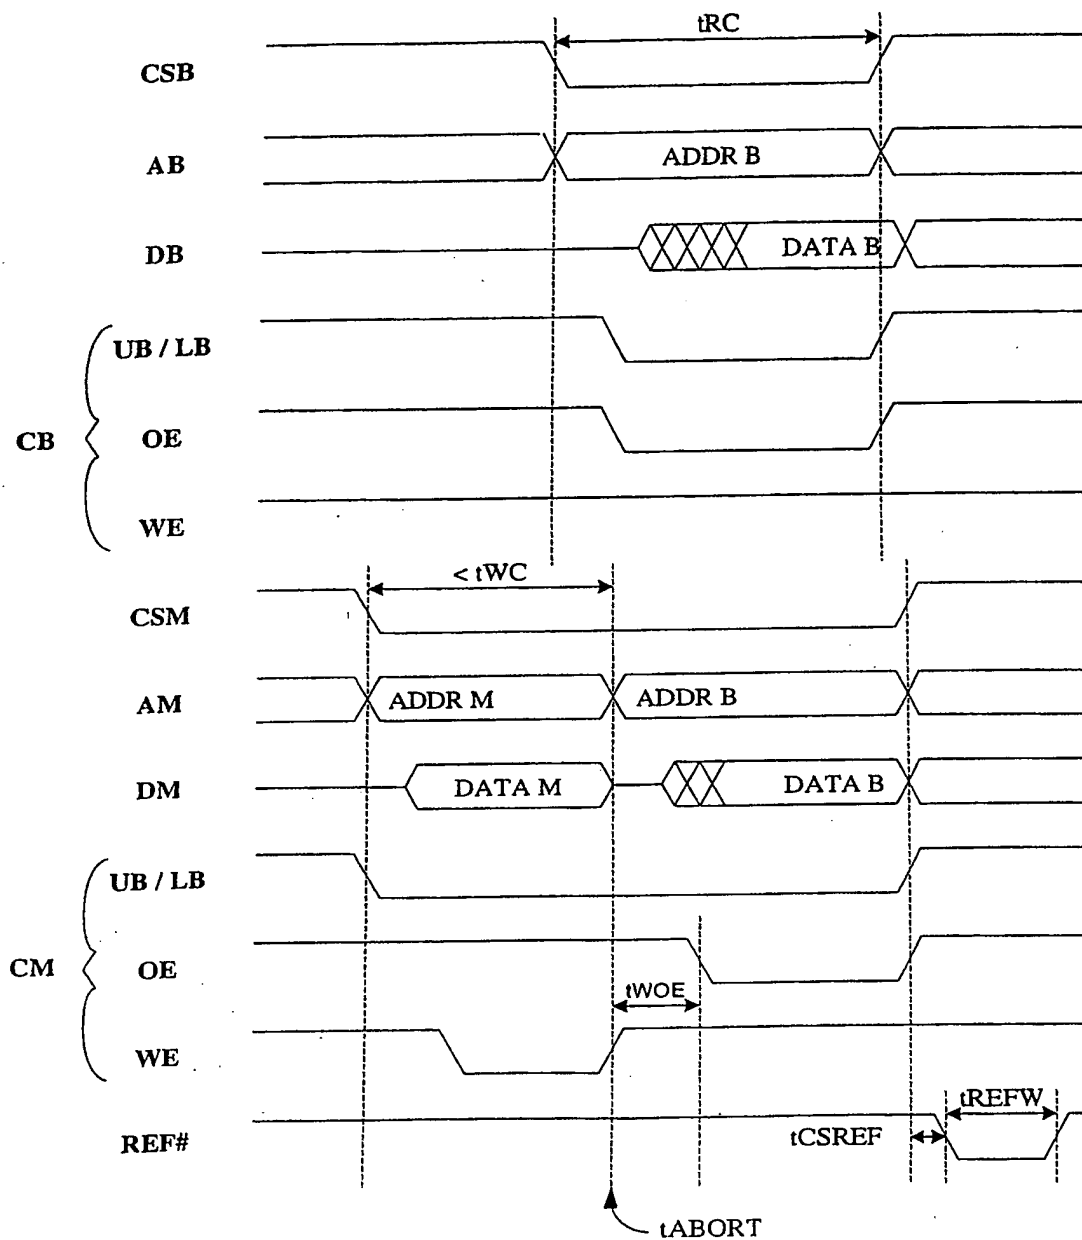 tRC
CSB
AB
ADDR B
DB
DATA B
UB / LB
CB
OE
WE
< tWC
CSM
AM
ADDR M
ADDR B
DM
DATA M
DATA B
UB / LB
CM
OE
tWOE
WE
tREFW
REF#
tCSREF
tABORT